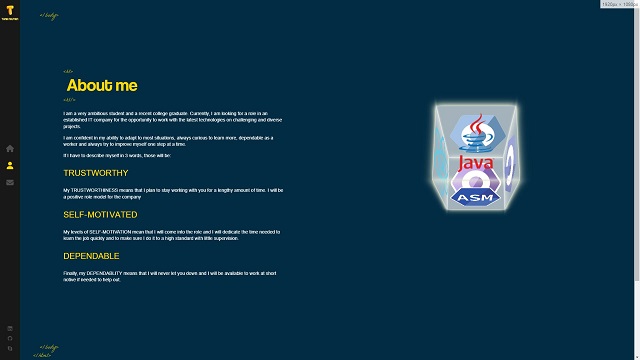 1920px × 1080px
</body>
<h1>
About me
I am a very ambitious student and a recent college graduate. Currently, I am looking for a role in an
established IT company for the opportunity to work with the latest technologies on challenging and diverse
projects.
I am confident in my ability to adapt to most situations, always curious to learn more, dependable as a
worker and always try to improve myself one step at a time.
If I have to describe myself in 3 words, those will be:
TRUSTWORTHY
My TRUSTWORTHINESS means that I plan to stay working with you for a lengthy amount of time. I will be
a positive role model for the company
SELF-MOTIVATED
My levels of SELF-MOTIVATION mean that I will come into the role and I will dedicate the time needed to
learn the job quickly and to make sure I do it to a high standard with little supervision.
DEPENDABLE
Finally, my DEPENDABLITY means that I will never let you down and I will be available to work at short
notive if needed to help out.
Java
ASM
</body>
</html>